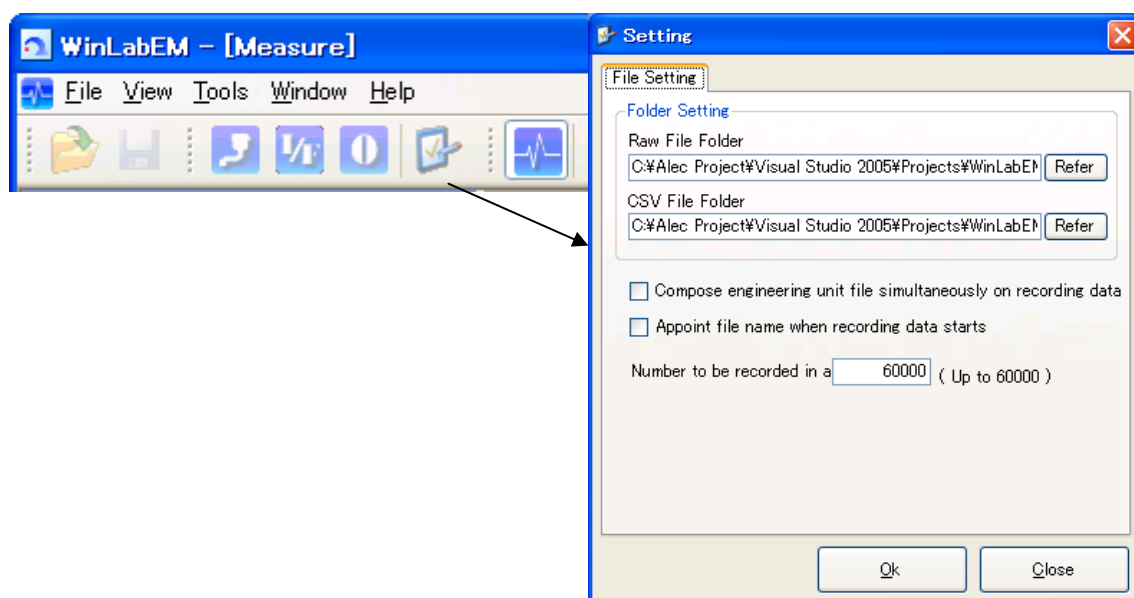 WinLabEM - [Measure]
File View Tools Window Help
I/F
Setting
File Setting
Folder Setting
Raw File Folder
C:¥Alec Project¥Visual Studio 2005¥Projects¥WinLabEM Refer
CSV File Folder
C:¥Alec Project¥Visual Studio 2005¥Projects¥WinLabEM Refer
Compose engineering unit file simultaneously on recording data
Appoint file name when recording data starts
Number to be recorded in a 60000 ( Up to 60000 )
Ok Close